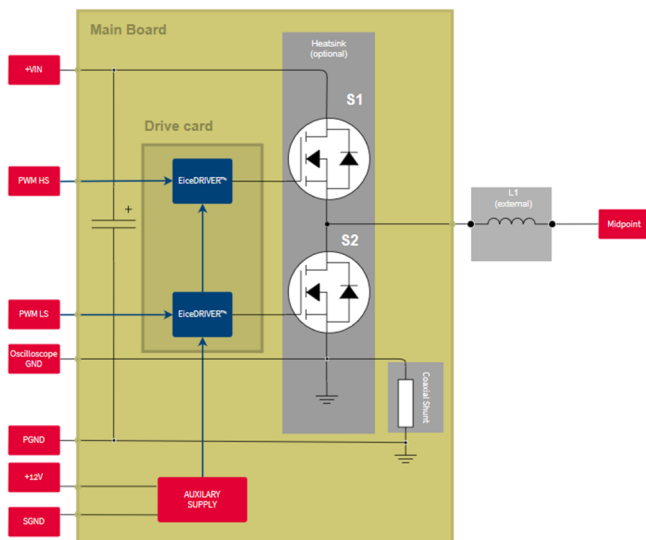 Main Board
Heatsink
(optional)
+VIN
S1
Drive card
PWM HS
EiceDRIVER™
+
L1
(external)
Midpoint
S2
PWM LS
EiceDRIVER™
Oscilloscope
GND
Coaxial Shunt
PGND
+12V
AUXILARY
SUPPLY
SGND